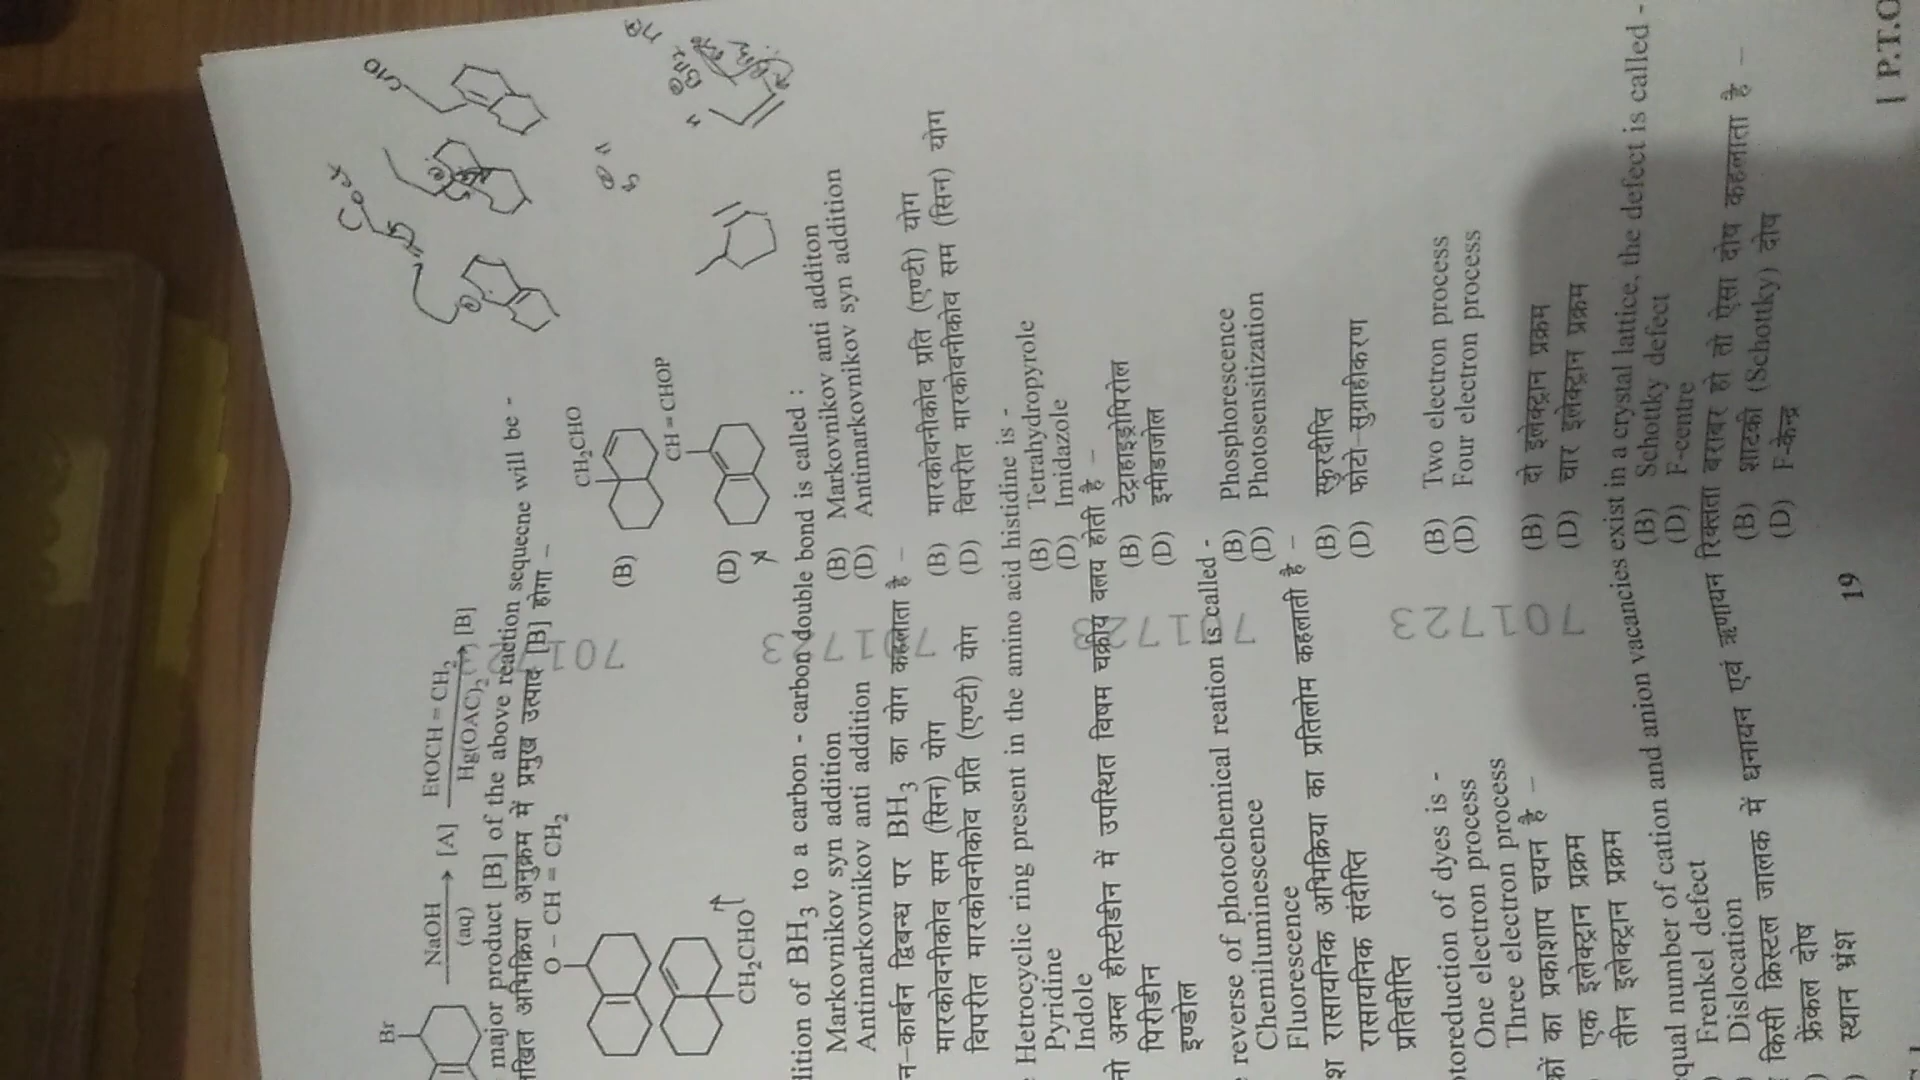 Br
NaOH
(aq)
[A]
EtOCH = CH₂
Hg(OAC)₂
[B]
major product [B] of the above reaction sequecne will be -
अभिक्रिया अनुक्रम में प्रमुख उत्पाद [B] होगा –
O – CH = CH₂
(B)
CH₂CHO
CH₂CHO
(D)
CH = CHOP
dition of BH₃ to a carbon - carbon double bond is called :
Markovnikov syn addition
(B) Markovnikov anti additon
Antimarkovnikov anti addition
(D) Antimarkovnikov syn addition
न–कार्बन द्विबन्ध पर BH₃ का योग कहलाता है –
मारकोवनीकोव सम (सिन) योग
(B) मारकोवनीकोव प्रति (एण्टी) योग
विपरीत मारकोवनीकोव प्रति (एण्टी) योग
(D) विपरीत मारकोवनीकोव सम (सिन) योग
Hetrocyclic ring present in the amino acid histidine is -
Pyridine
(B) Tetrahydropyrole
Indole
(D) Imidazole
नो अम्ल हीस्टीडीन में उपस्थित विषम चक्रीय वलय होती है –
पिरीडीन
(B) टेट्राहाइड्रोपिरोल
इण्डोल
(D) इमीडाजोल
reverse of photochemical reation is called -
Chemiluminescence
(B) Phosphorescence
Fluorescence
(D) Photosensitization
श रासायनिक अभिक्रिया का प्रतिलोम कहलाती है –
रासायनिक संदीप्ति
(B) स्फुरदीप्ति
प्रतिदीप्ति
(D) फोटो–सुग्राहीकरण
otoreduction of dyes is -
One electron process
(B) Two electron process
Three electron process
(D) Four electron process
कों का प्रकाशाप चयन है –
एक इलेक्ट्रान प्रक्रम
(B) दो इलेक्ट्रान प्रक्रम
तीन इलेक्ट्रान प्रक्रम
(D) चार इलेक्ट्रान प्रक्रम
equal number of cation and anion vacancies exist in a crystal lattice, the defect is called -
Frenkel defect
(B) Schottky defect
Dislocation
(D) F-centre
किसी क्रिस्टल जालक में धनायन एवं ऋणायन रिक्तता बराबर हो तो ऐसा दोष कहलाता है –
फ्रेंकल दोष
(B) शाटकी (Schottky) दोष
स्थान भ्रंश
(D) F-केन्द्र
701723
19
[ P.T.O